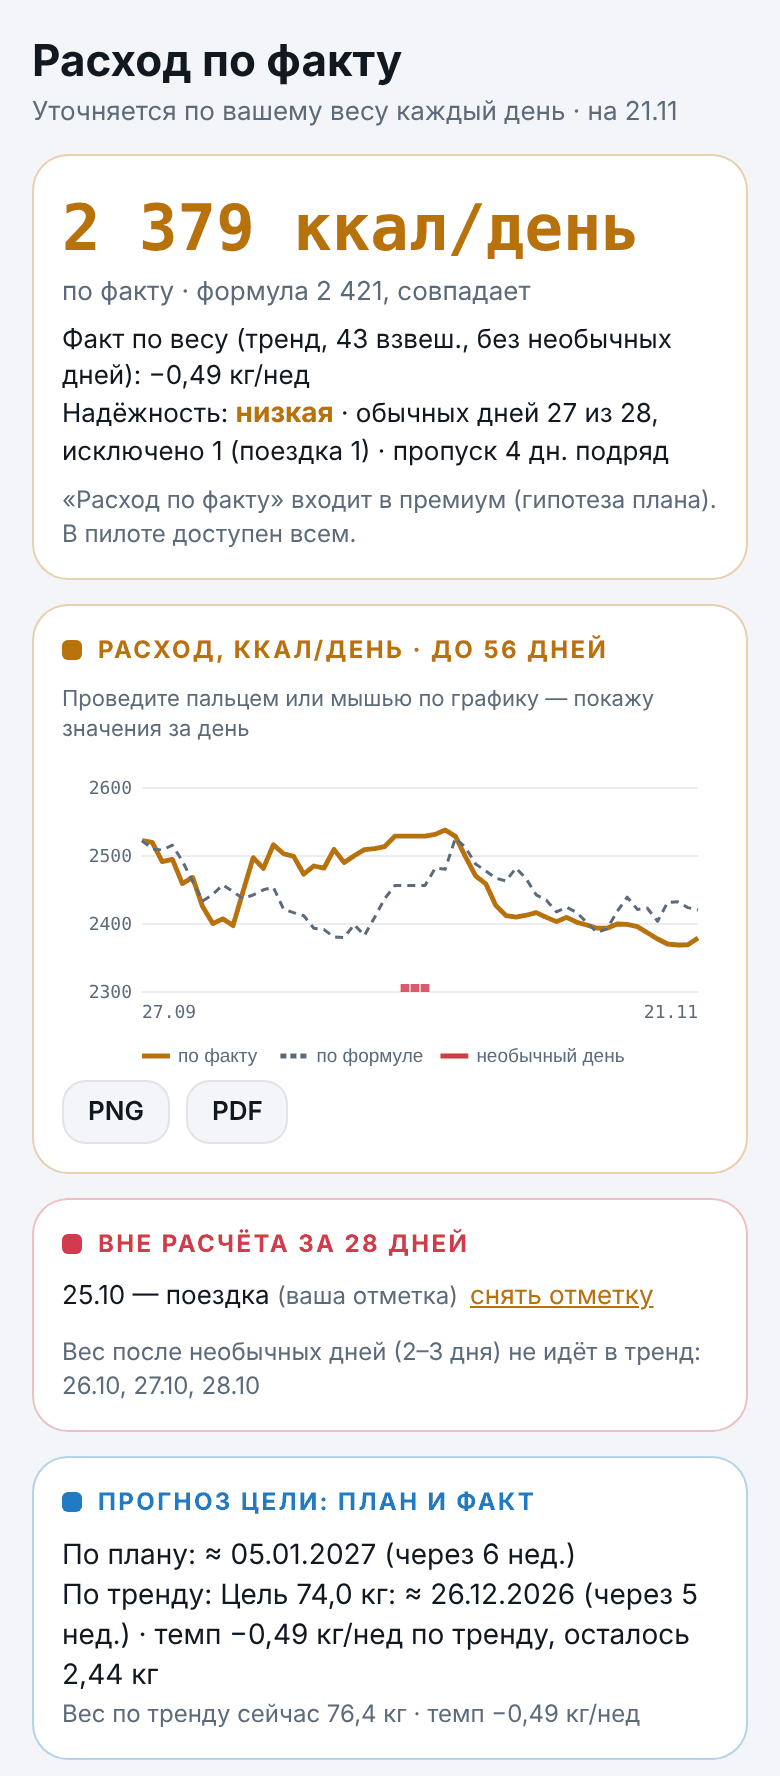 Расход по факту
Уточняется по вашему весу каждый день · на 21.11
2 379 ккал/день
по факту · формула 2 421, совпадает
Факт по весу (тренд, 43 взвеш., без необычных
дней): −0,49 кг/нед
Надёжность: низкая · обычных дней 27 из 28,
исключено 1 (поездка 1) · пропуск 4 дн. подряд
«Расход по факту» входит в премиум (гипотеза плана).
В пилоте доступен всем.
РАСХОД, ККАЛ/ДЕНЬ · ДО 56 ДНЕЙ
Проведите пальцем или мышью по графику — покажу
значения за день
2600
2500
2400
2300
27.09 21.11
по факту по формуле необычный день
PNG PDF
ВНЕ РАСЧЁТА ЗА 28 ДНЕЙ
25.10 — поездка (ваша отметка) снять отметку
Вес после необычных дней (2–3 дня) не идёт в тренд:
26.10, 27.10, 28.10
ПРОГНОЗ ЦЕЛИ: ПЛАН И ФАКТ
По плану: ≈ 05.01.2027 (через 6 нед.)
По тренду: Цель 74,0 кг: ≈ 26.12.2026 (через 5
нед.) · темп −0,49 кг/нед по тренду, осталось
2,44 кг
Вес по тренду сейчас 76,4 кг · темп −0,49 кг/нед